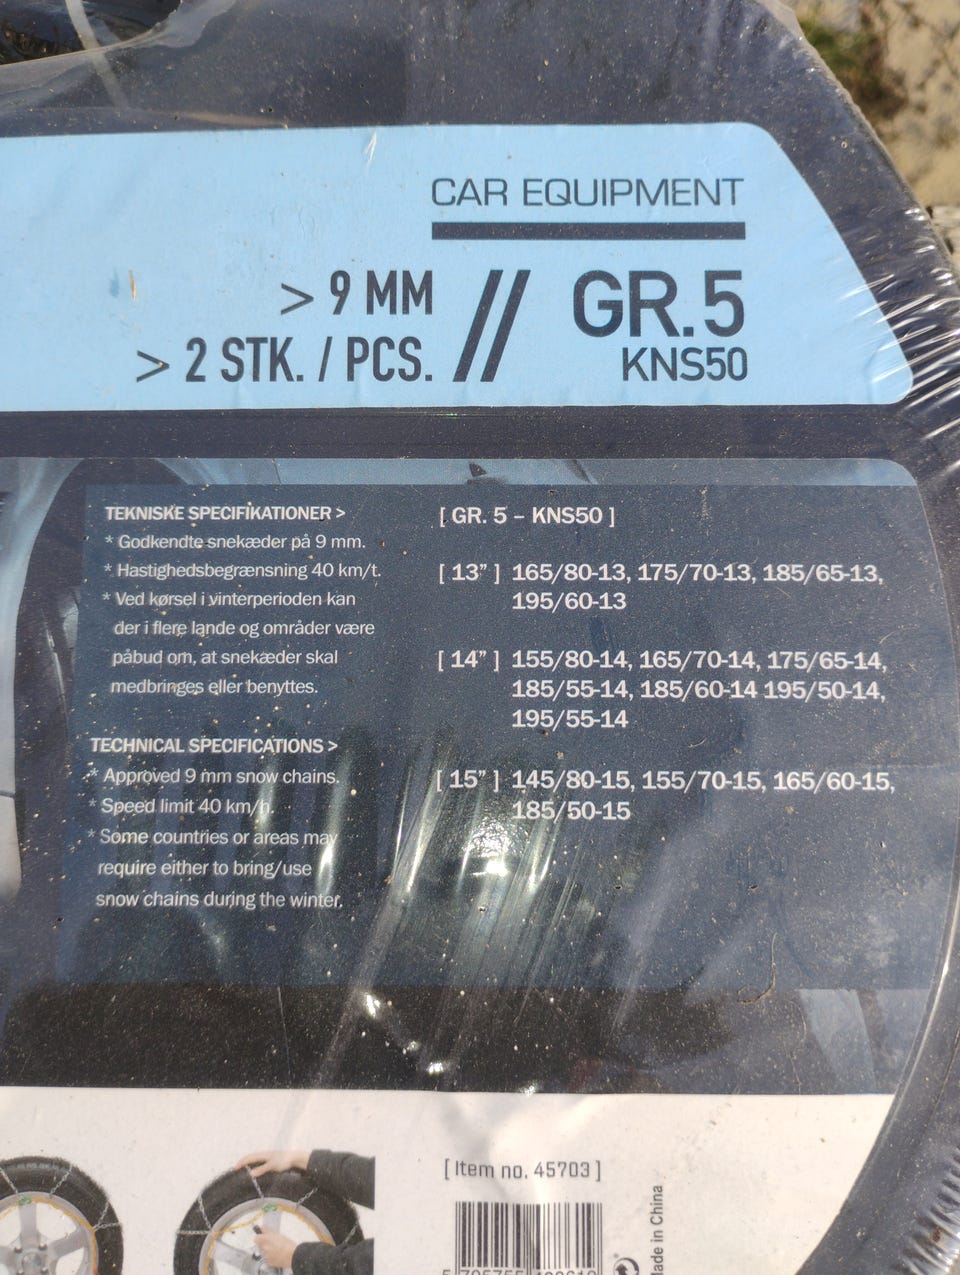 CAR EQUIPMENT
> 9 MM // GR.5
> 2 STK. / PCS. KNS50
TEKNISKE SPECIFIKATIONER >
* Godkendte snekæder på 9 mm.
* Hastighedsbegrænsning 40 km/t.
* Ved kørsel i vinterperioden kan
der i flere lande og områder være
påbud om, at snekæder skal
medbringes eller benyttes.
TECHNICAL SPECIFICATIONS >
* Approved 9 mm snow chains.
* Speed limit 40 km/h.
* Some countries or areas may
require either to bring/use
snow chains during the winter.
[ GR. 5 – KNS50 ]
[ 13” ] 165/80-13, 175/70-13, 185/65-13,
195/60-13
[ 14” ] 155/80-14, 165/70-14, 175/65-14,
185/55-14, 185/60-14 195/50-14,
195/55-14
[ 15” ] 145/80-15, 155/70-15, 165/60-15,
185/50-15
[ Item no. 45703 ]
in China